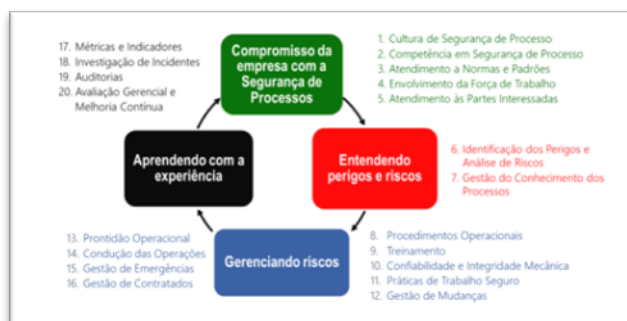 Compromisso da
empresa com a
Segurança de
Processos
1. Cultura de Segurança de Processo
2. Competência em Segurança de Processo
3. Atendimento a Normas e Padrões
4. Envolvimento da Força de Trabalho
5. Atendimento às Partes Interessadas
Entendendo
perigos e riscos
6. Identificação dos Perigos e
Análise de Riscos
7. Gestão do Conhecimento dos
Processos
Gerenciando riscos
8. Procedimentos Operacionais
9. Treinamento
10. Confiabilidade e Integridade Mecânica
11. Práticas de Trabalho Seguro
12. Gestão de Mudanças
13. Prontidão Operacional
14. Condução das Operações
15. Gestão de Emergências
16. Gestão de Contratados
Aprendendo com a
experiência
17. Métricas e Indicadores
18. Investigação de Incidentes
19. Auditorias
20. Avaliação Gerencial e
Melhoria Contínua